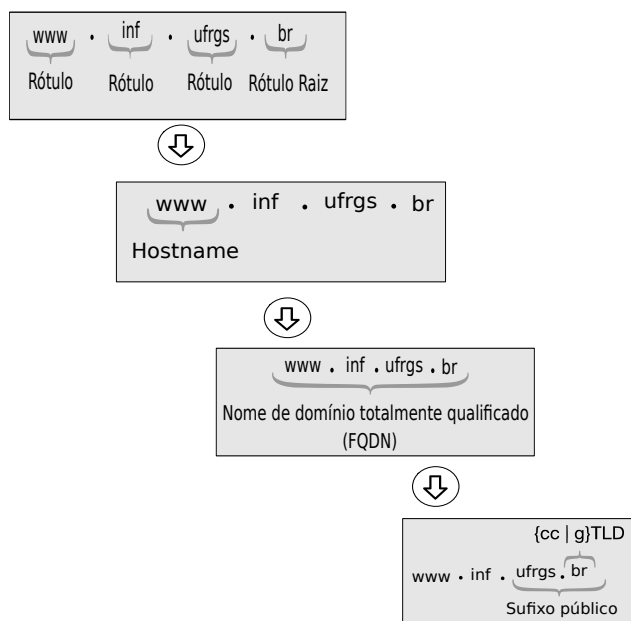 www . inf . ufrgs . br
Rótulo Rótulo Rótulo Rótulo Raiz
www . inf . ufrgs . br
Hostname
www . inf . ufrgs . br
Nome de domínio totalmente qualificado
(FQDN)
{cc | g}TLD
www . inf . ufrgs . br
Sufixo público